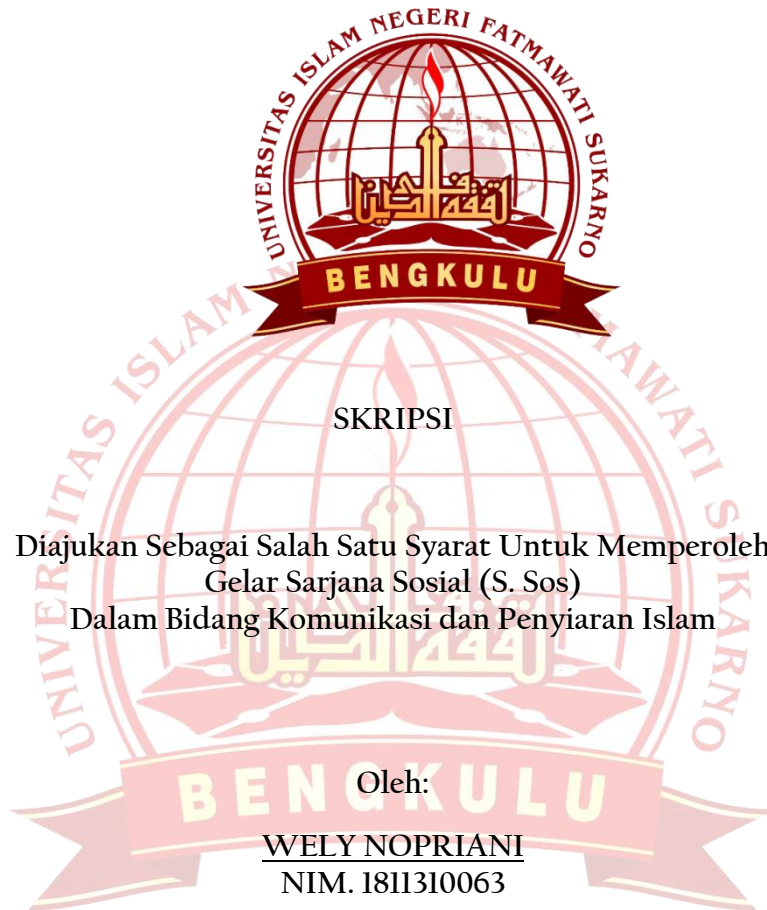 UNIVERSITAS ISLAM NEGERI FATMAWATI SUKARNO
BENGKULU
SKRIPSI
Diajukan Sebagai Salah Satu Syarat Untuk Memperoleh
Gelar Sarjana Sosial (S. Sos)
Dalam Bidang Komunikasi dan Penyiaran Islam
Oleh:
WELY NOPRIANI
NIM. 1811310063
BENGKULU